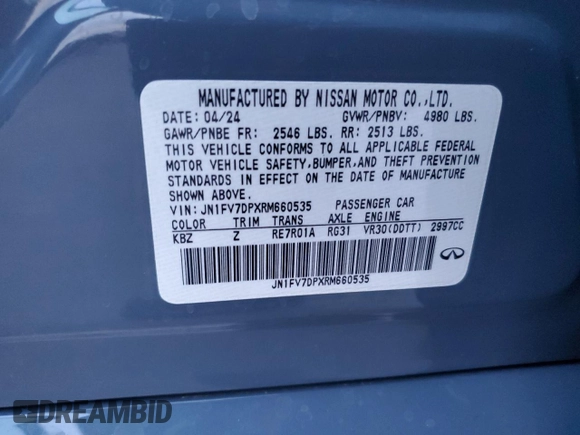 MANUFACTURED BY NISSAN MOTOR CO.,LTD.
DATE: 04/24 GVWR/PNBV: 4980 LBS.
GAWR/PNBE FR: 2546 LBS. RR: 2513 LBS.
THIS VEHICLE CONFORMS TO ALL APPLICABLE FEDERAL
MOTOR VEHICLE SAFETY, BUMPER, AND THEFT PREVENTION
STANDARDS IN EFFECT ON THE DATE OF MANUFACTURE
SHOWN ABOVE.
VIN: JN1FV7DPXRM660535 PASSENGER CAR
COLOR TRIM TRANS AXLE ENGINE
KBZ Z RE7R01A RG31 VR30(DDTT) 2997CC
JN1FV7DPXRM660535
DREAMBID